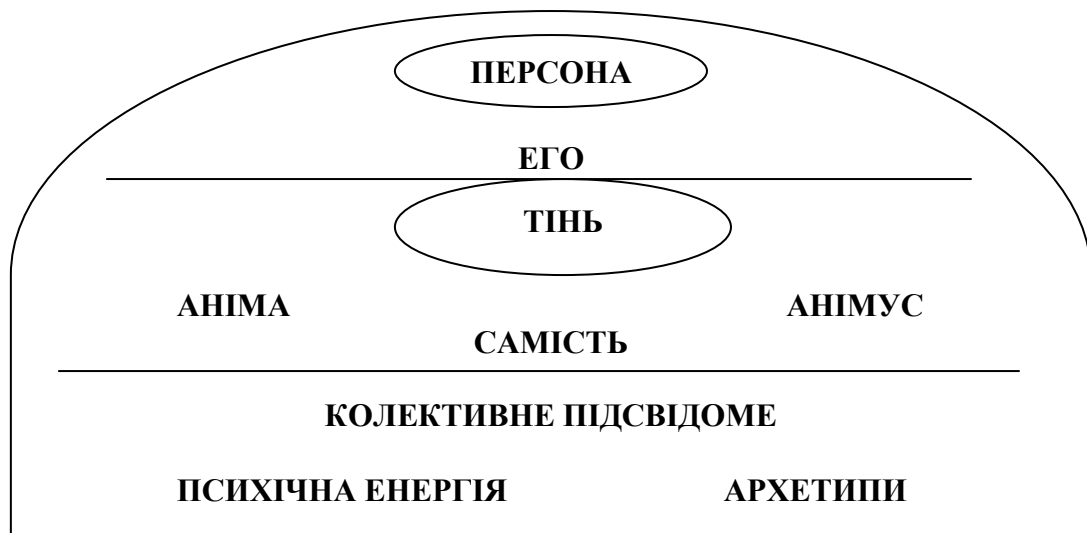 ПЕРСОНА
ЕГО
ТІНЬ
АНІМА АНІМУС
САМІСТЬ
КОЛЕКТИВНЕ ПІДСВІДОМЕ
ПСИХІЧНА ЕНЕРГІЯ АРХЕТИПИ